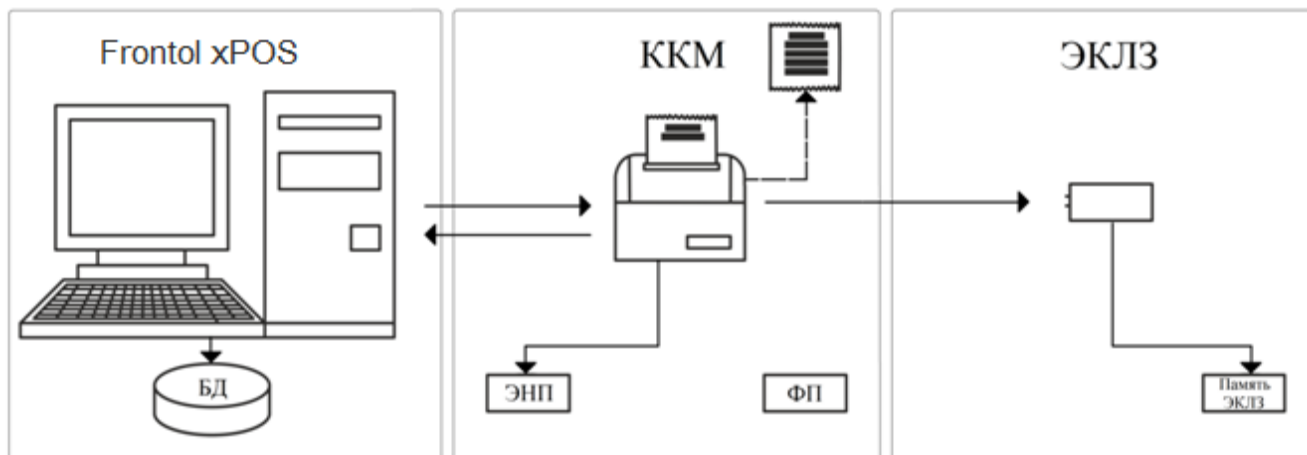 Frontol xPOS
ККМ
ЭКЛЗ
БД
ЭНП
ФП
Память
ЭКЛЗ